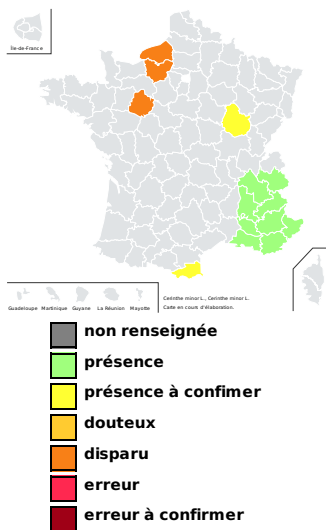 Île-de-France
Guadeloupe Martinique Guyane La Réunion Mayotte
Cerinthe minor L., Cerinthe minor L.
Carte en cours d'élaboration.
non renseignée
présence
présence à confimer
douteux
disparu
erreur
erreur à confirmer